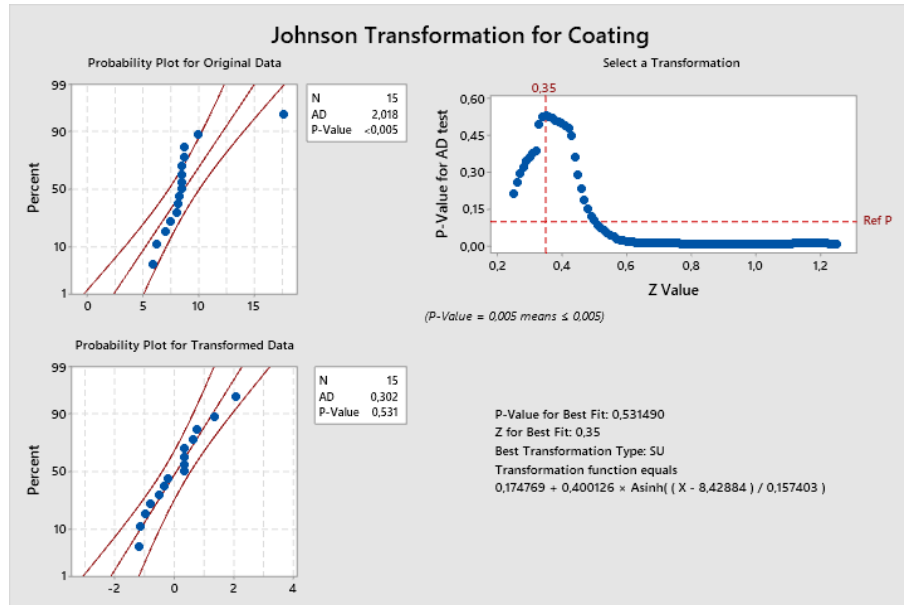 Johnson Transformation for Coating
Probability Plot for Original Data
99
90
50
10
1
Percent
0
5
10
15
N 15
AD 2,018
P-Value <0,005
Select a Transformation
0,35
0,60
0,45
0,30
0,15
0,00
P-Value for AD test
Ref P
0,2
0,4
0,6
0,8
1,0
1,2
Z Value
(P-Value = 0,005 means ≤ 0,005)
Probability Plot for Transformed Data
99
90
50
10
1
Percent
-2
0
2
4
N 15
AD 0,302
P-Value 0,531
P-Value for Best Fit: 0,531490
Z for Best Fit: 0,35
Best Transformation Type: SU
Transformation function equals
0,174769 + 0,400126 × Asinh( ( X - 8,42884 ) / 0,157403 )